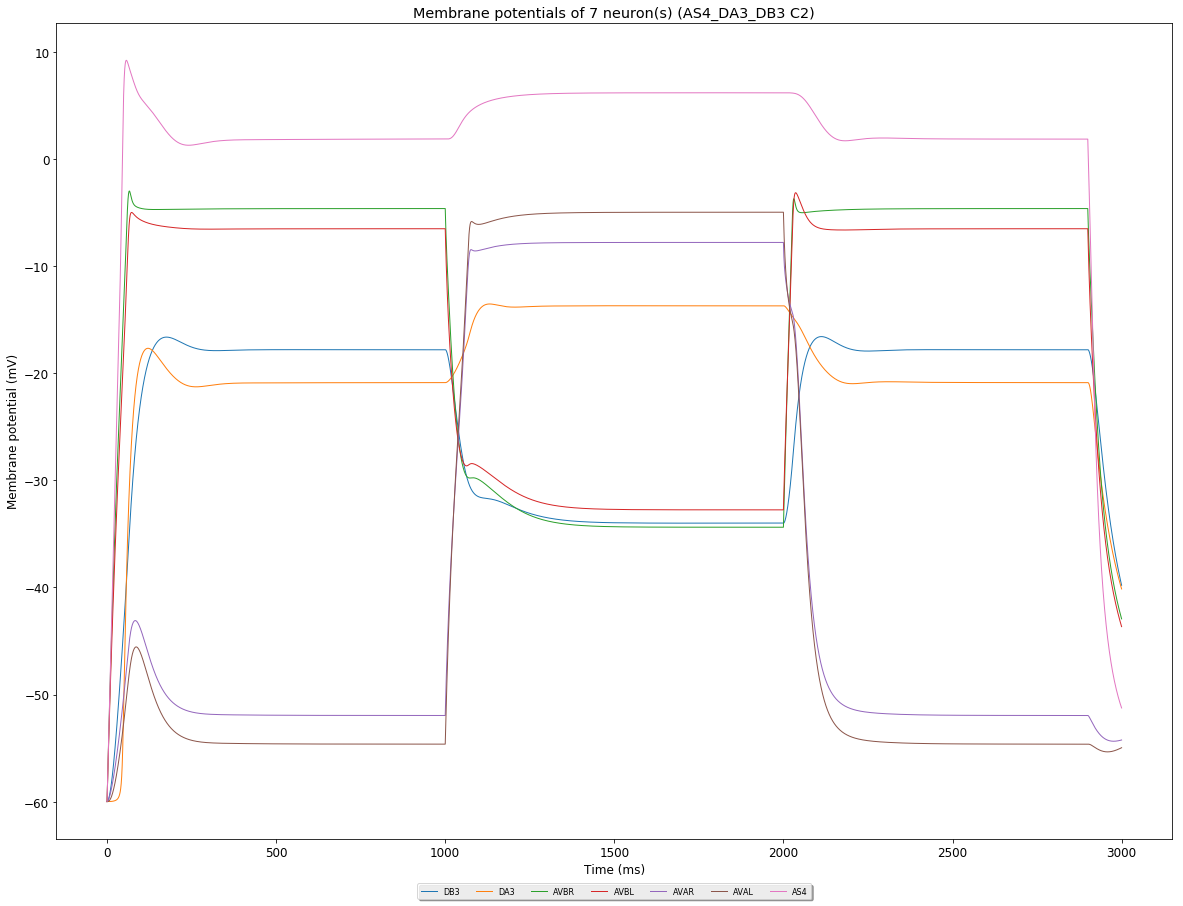 Membrane potentials of 7 neuron(s) (AS4_DA3_DB3 C2)
Membrane potential (mV)
10
0
−10
−20
−30
−40
−50
−60
0 500 1000 1500 2000 2500 3000
Time (ms)
DB3 DA3 AVBR AVBL AVAR AVAL AS4